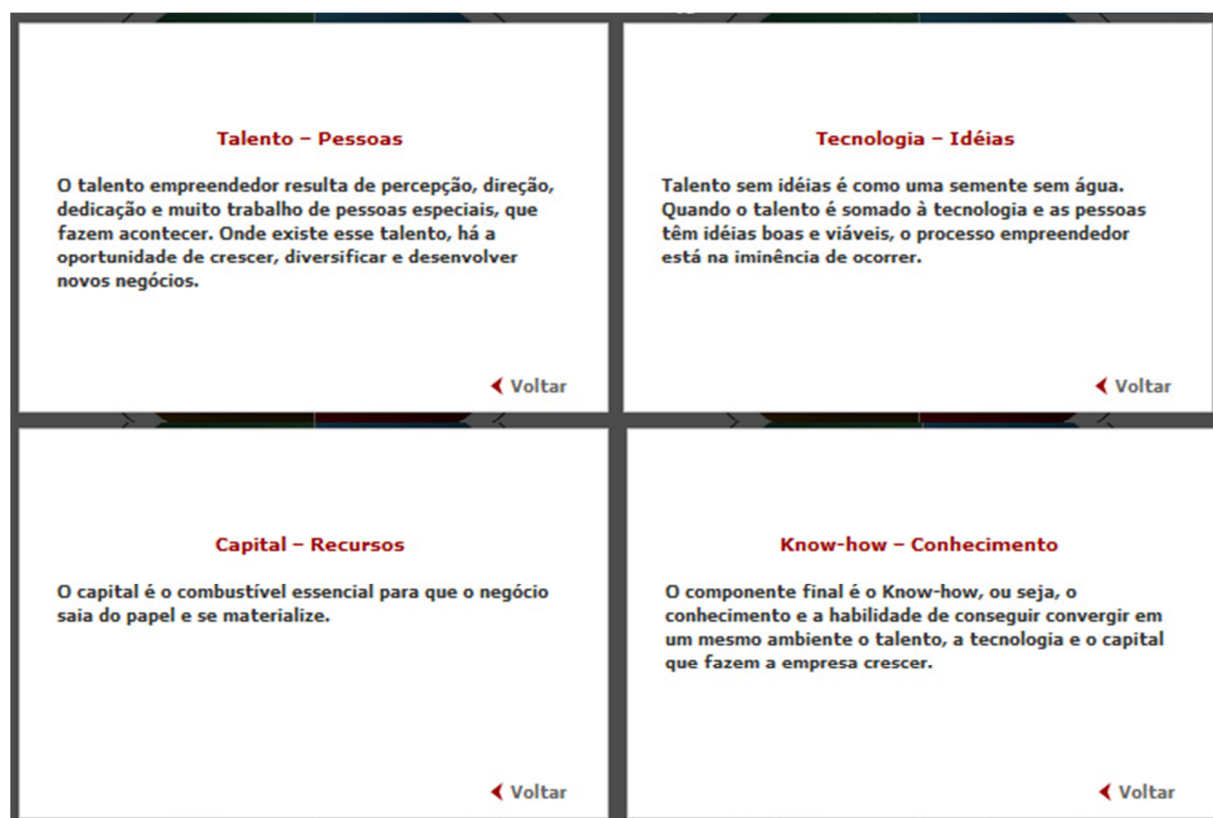 Talento – Pessoas
O talento empreendedor resulta de percepção, direção,
dedicação e muito trabalho de pessoas especiais, que
fazem acontecer. Onde existe esse talento, há a
oportunidade de crescer, diversificar e desenvolver
novos negócios.
Voltar
Tecnologia – Idéias
Talento sem idéias é como uma semente sem água.
Quando o talento é somado à tecnologia e as pessoas
têm idéias boas e viáveis, o processo empreendedor
está na iminência de ocorrer.
Voltar
Capital – Recursos
O capital é o combustível essencial para que o negócio
saia do papel e se materialize.
Voltar
Know-how – Conhecimento
O componente final é o Know-how, ou seja, o
conhecimento e a habilidade de conseguir convergir em
um mesmo ambiente o talento, a tecnologia e o capital
que fazem a empresa crescer.
Voltar